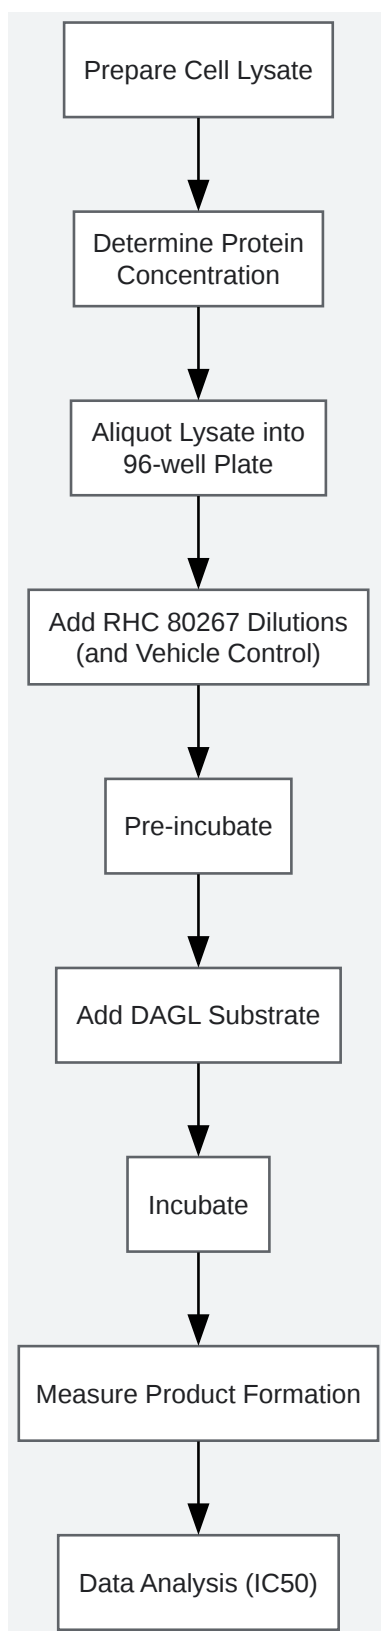 Prepare Cell Lysate
Determine Protein
Concentration
Aliquot Lysate into
96-well Plate
Add RHC 80267 Dilutions
(and Vehicle Control)
Pre-incubate
Add DAGL Substrate
Incubate
Measure Product Formation
Data Analysis (IC50)